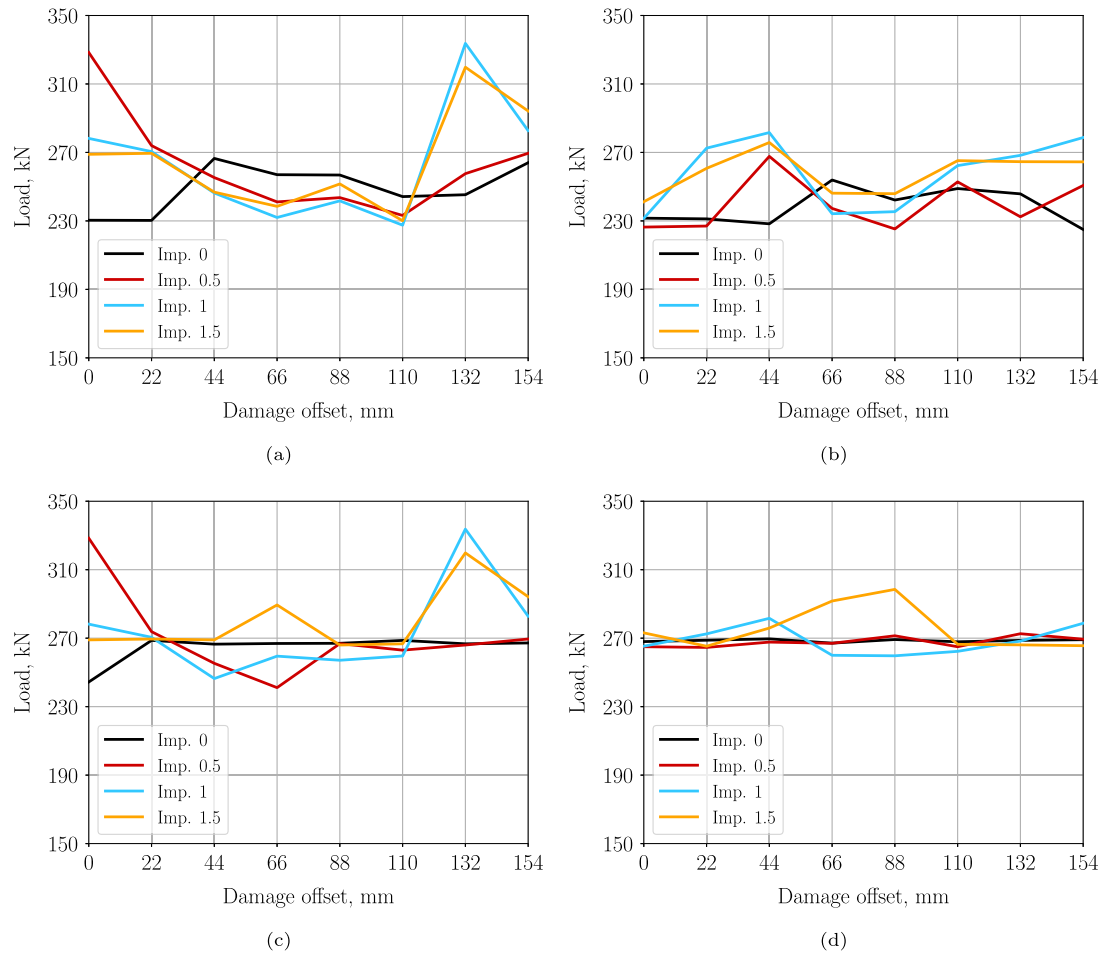 350
310
270
230
190
150
Load, kN
Imp. 0
Imp. 0.5
Imp. 1
Imp. 1.5
0 22 44 66 88 110 132 154
Damage offset, mm
(a)
350
310
270
230
190
150
Load, kN
Imp. 0
Imp. 0.5
Imp. 1
Imp. 1.5
0 22 44 66 88 110 132 154
Damage offset, mm
(b)
350
310
270
230
190
150
Load, kN
Imp. 0
Imp. 0.5
Imp. 1
Imp. 1.5
0 22 44 66 88 110 132 154
Damage offset, mm
(c)
350
310
270
230
190
150
Load, kN
Imp. 0
Imp. 0.5
Imp. 1
Imp. 1.5
0 22 44 66 88 110 132 154
Damage offset, mm
(d)